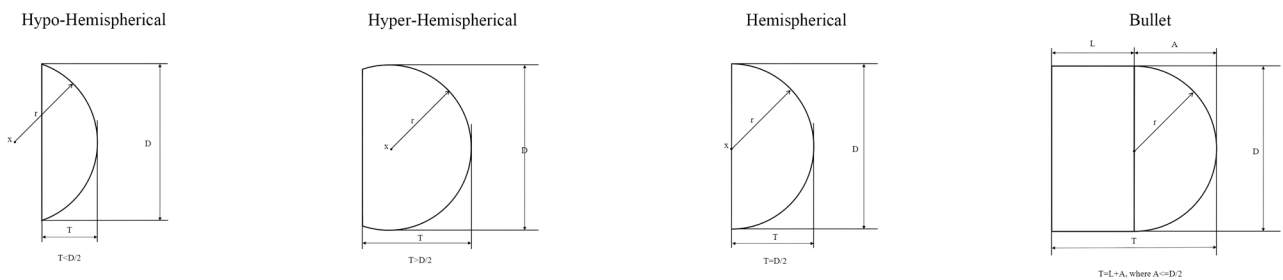 Hypo-Hemispherical
x
r
D
T
T<D/2
Hyper-Hemispherical
x
r
D
T
T>D/2
Hemispherical
x
r
D
T
T=D/2
Bullet
L
A
r
D
T
T=L+A, where A<=D/2